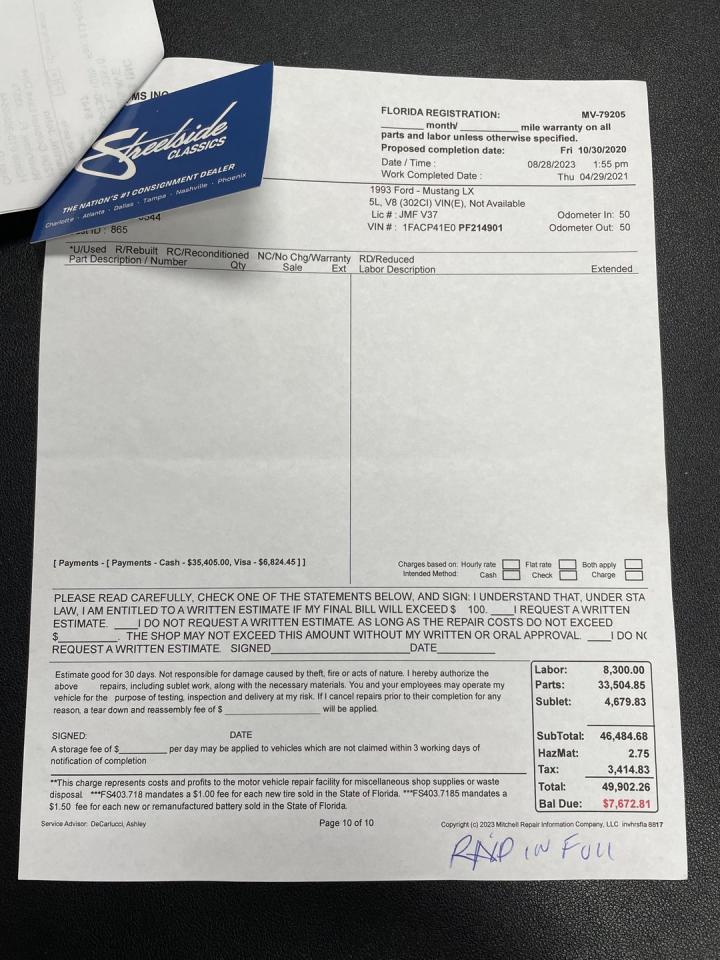 MS INC
Streetside
CLASSICS
THE NATION'S #1 CONSIGNMENT DEALER
Charlotte - Atlanta - Dallas - Tampa - Nashville - Phoenix
FLORIDA REGISTRATION: MV-79205
________ month/ __________ mile warranty on all
parts and labor unless otherwise specified.
Proposed completion date: Fri 10/30/2020
Date / Time : 08/28/2023 1:55 pm
Work Completed Date : Thu 04/29/2021
1993 Ford - Mustang LX
5L, V8 (302CI) VIN(E), Not Available
Lic # : JMF V37 Odometer In: 50
VIN # : 1FACP41E0 PF214901 Odometer Out: 50
ID : 865
*U/Used R/Rebuilt RC/Reconditioned NC/No Chg/Warranty RD/Reduced
Part Description / Number Qty Sale Ext Labor Description Extended
[ Payments - [ Payments - Cash - $35,405.00, Visa - $6,824.45 ] ]
Charges based on: Hourly rate Flat rate Both apply
Intended Method: Cash Check Charge
PLEASE READ CAREFULLY, CHECK ONE OF THE STATEMENTS BELOW, AND SIGN: I UNDERSTAND THAT, UNDER STA
LAW, I AM ENTITLED TO A WRITTEN ESTIMATE IF MY FINAL BILL WILL EXCEED $ 100. ___I REQUEST A WRITTEN
ESTIMATE. ___I DO NOT REQUEST A WRITTEN ESTIMATE. AS LONG AS THE REPAIR COSTS DO NOT EXCEED
$________. THE SHOP MAY NOT EXCEED THIS AMOUNT WITHOUT MY WRITTEN OR ORAL APPROVAL. ___I DO NO
REQUEST A WRITTEN ESTIMATE. SIGNED__________________DATE________
Estimate good for 30 days. Not responsible for damage caused by theft, fire or acts of nature. I hereby authorize the
above repairs, including sublet work, along with the necessary materials. You and your employees may operate my
vehicle for the purpose of testing, inspection and delivery at my risk. If I cancel repairs prior to their completion for any
reason, a tear down and reassembly fee of $ ____________________ will be applied.
SIGNED: DATE
A storage fee of $__________ per day may be applied to vehicles which are not claimed within 3 working days of
notification of completion
**This charge represents costs and profits to the motor vehicle repair facility for miscellaneous shop supplies or waste
disposal ***FS403.718 mandates a $1.00 fee for each new tire sold in the State of Florida. ***FS403.7185 mandates a
$1.50 fee for each new or remanufactured battery sold in the State of Florida.
Labor: 8,300.00
Parts: 33,504.85
Sublet: 4,679.83
SubTotal: 46,484.68
HazMat: 2.75
Tax: 3,414.83
Total: 49,902.26
Bal Due: $7,672.81
Service Advisor: DeCarlucci, Ashley Page 10 of 10 Copyright (c) 2023 Mitchell Repair Information Company, LLC invhrsfla 8817
PAID IN FULL